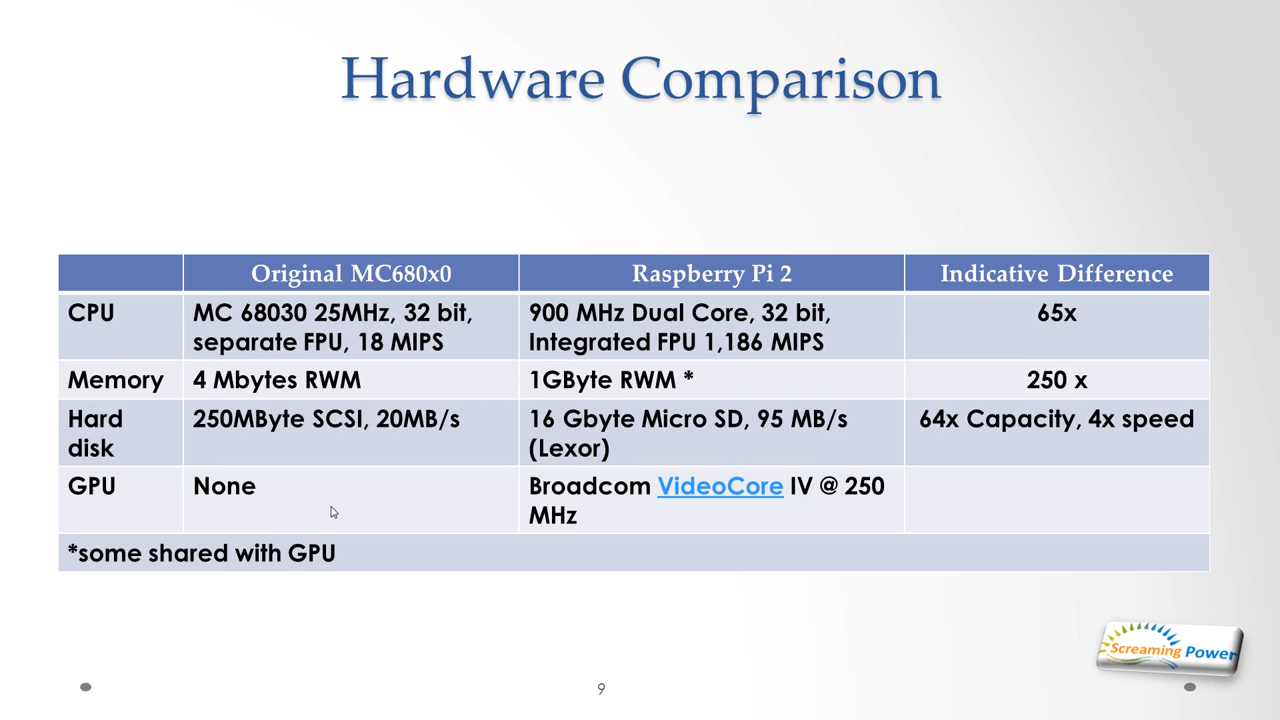 Hardware Comparison
Original MC680x0
Raspberry Pi 2
Indicative Difference
CPU
MC 68030 25MHz, 32 bit,
separate FPU, 18 MIPS
900 MHz Dual Core, 32 bit,
Integrated FPU 1,186 MIPS
65x
Memory
4 Mbytes RWM
1GByte RWM *
250 x
Hard
disk
250MByte SCSI, 20MB/s
16 Gbyte Micro SD, 95 MB/s
(Lexor)
64x Capacity, 4x speed
GPU
None
Broadcom VideoCore IV @ 250
MHz
*some shared with GPU
Screaming Power
9